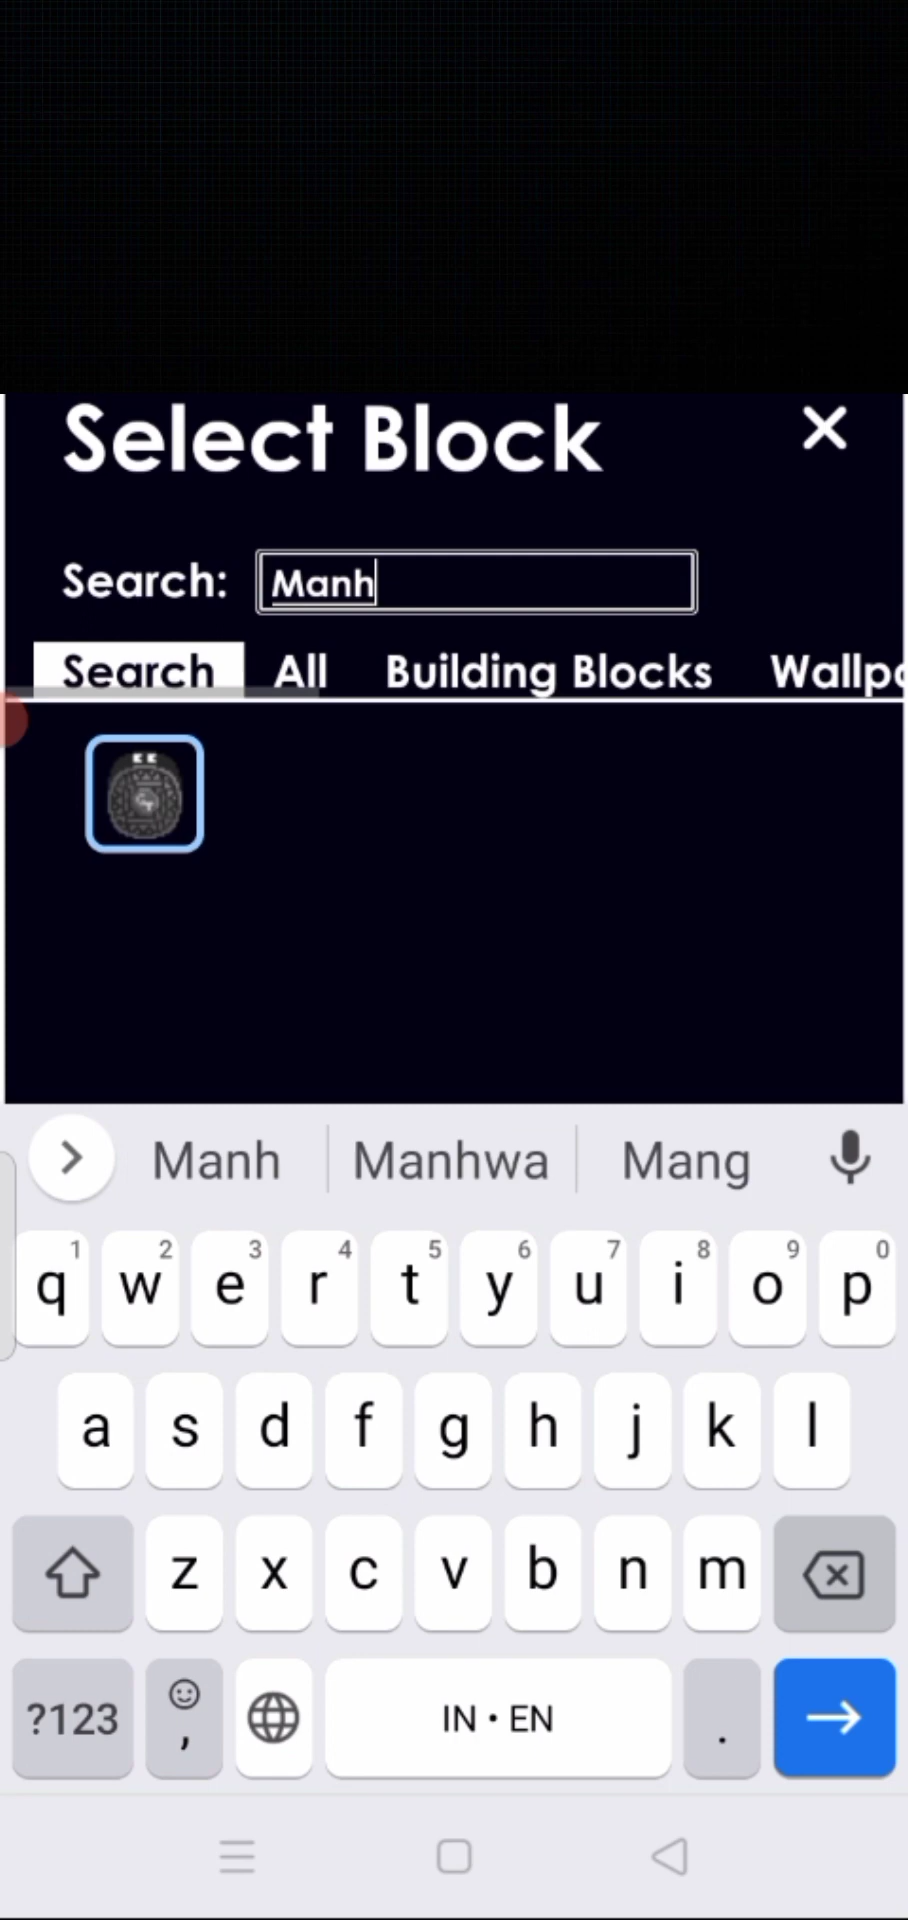 Select Block
Search: Manh
Search All Building Blocks Wallpa
Manh Manhwa Mang
1 2 3 4 5 6 7 8 9 0
q w e r t y u i o p
a s d f g h j k l
z x c v b n m
?123 , IN • EN .